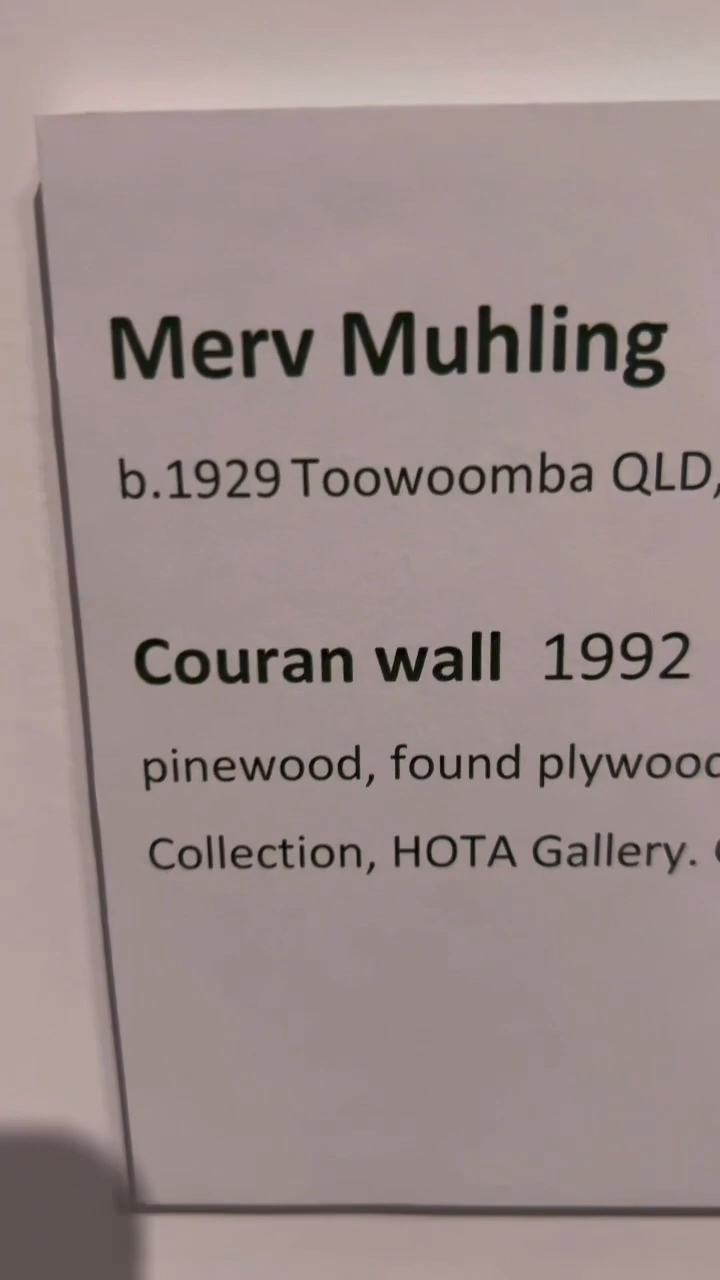 Merv Muhling
b.1929 Toowoomba QLD,
Couran wall 1992
pinewood, found
Collection, HOTA Gallery.